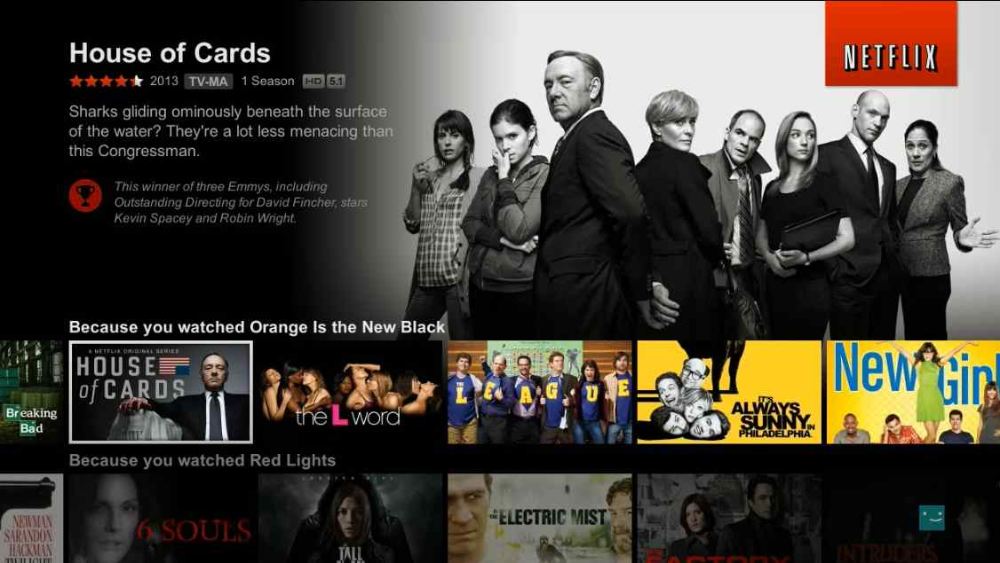 House of Cards
NETFLIX
2013 TV-MA 1 Season HD 5.1
Sharks gliding ominously beneath the surface
of the water? They're a lot less menacing than
this Congressman.
This winner of three Emmys, including
Outstanding Directing for David Fincher, stars
Kevin Spacey and Robin Wright.
Because you watched Orange Is the New Black
Breaking
Bad
A NETFLIX ORIGINAL SERIES
HOUSE
of CARDS
the L word
LEAGUE
IT'S
ALWAYS
SUNNY IN
PHILADELPHIA
New Girl
Because you watched Red Lights
NEWMAN
SARANDON
HACKMAN
TWILIGHT
6 SOULS
TALL
IN THE
ELECTRIC MIST
FACTORY
INTRUDERS